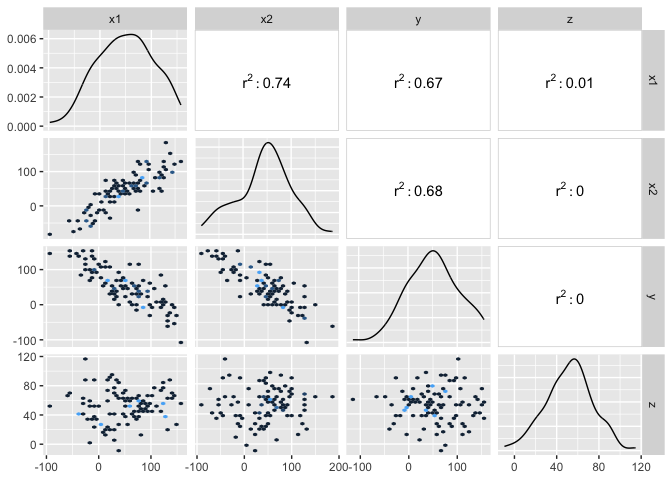 x1 x2 y z
0.006
0.004
0.002
0.000
r²: 0.74
r²: 0.67
r²: 0.01
x1
100
0
r²: 0.68
r²: 0
x2
100
0
-100
r²: 0
y
120
80
40
0
z
-100 0 100
-100 0 100 200
-100 0 100
0 40 80 120